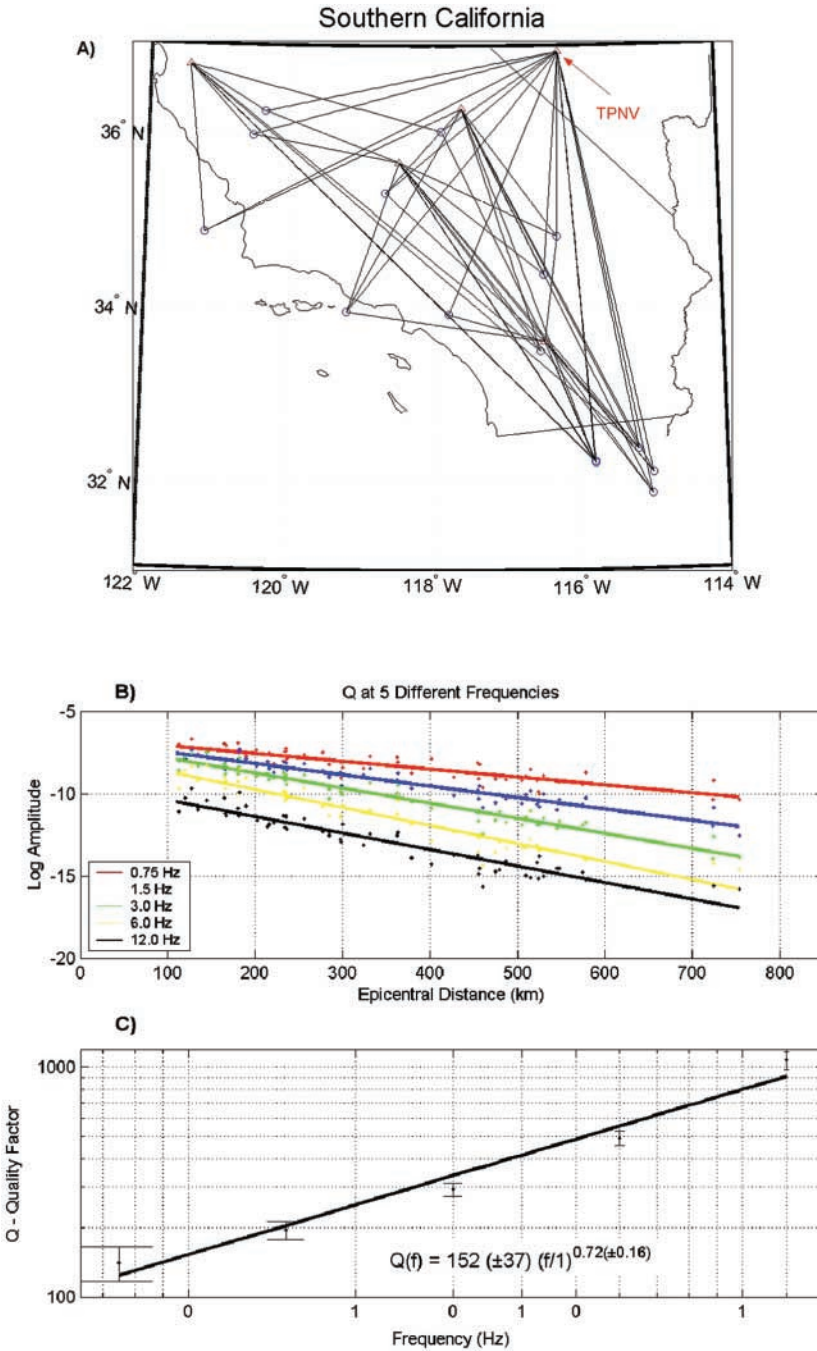 Southern California
A)
TPNV
36° N
34° N
32° N
122° W 120° W 118° W 116° W 114° W
B) Q at 5 Different Frequencies
-5
-10
-15
-20
Log Amplitude
0.75 Hz
1.5 Hz
3.0 Hz
6.0 Hz
12.0 Hz
0 100 200 300 400 500 600 700 800
Epicentral Distance (km)
C)
1000
100
Q - Quality Factor
Q(f) = 152 (±37) (f/1)^0.72(±0.16)
0 1 0 1 0 1
Frequency (Hz)